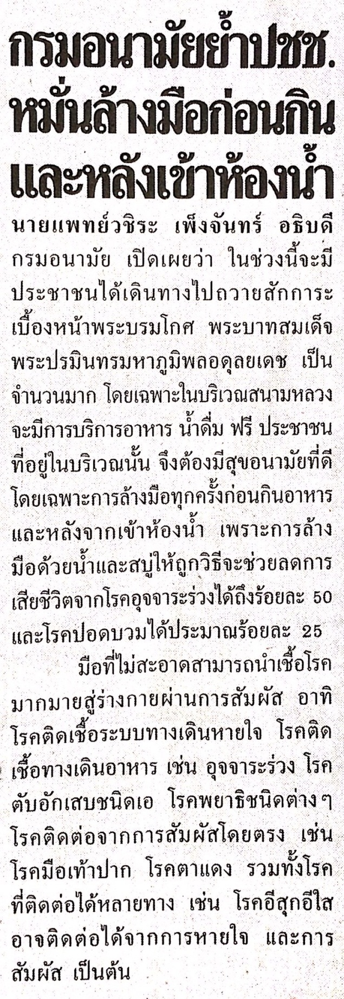 กรมอนามัยย้ำปชช.
หมั่นล้างมือก่อนกิน
และหลังเข้าห้องน้ำ
นายแพทย์วชิระ เพ็งจันทร์ อธิบดี
กรมอนามัย เปิดเผยว่า ในช่วงนี้จะมี
ประชาชนได้เดินทางไปถวายสักการะ
เบื้องหน้าพระบรมโกศ พระบาทสมเด็จ
พระปรมินทรมหาภูมิพลอดุลยเดช เป็น
จำนวนมาก โดยเฉพาะในบริเวณสนามหลวง
จะมีการบริการอาหาร น้ำดื่ม ฟรี ประชาชน
ที่อยู่ในบริเวณนั้น จึงต้องมีสุขอนามัยที่ดี
โดยเฉพาะการล้างมือทุกครั้งก่อนกินอาหาร
และหลังจากเข้าห้องน้ำ เพราะการล้าง
มือด้วยน้ำและสบู่ให้ถูกวิธีจะช่วยลดการ
เสียชีวิตจากโรคอุจจาระร่วงได้ถึงร้อยละ 50
และโรคปอดบวมได้ประมาณร้อยละ 25
มือที่ไม่สะอาดสามารถนำเชื้อโรค
มากมายสู่ร่างกายผ่านการสัมผัส อาทิ
โรคติดเชื้อระบบทางเดินหายใจ โรคติด
เชื้อทางเดินอาหาร เช่น อุจจาระร่วง โรค
ตับอักเสบชนิดเอ โรคพยาธิชนิดต่างๆ
โรคติดต่อจากการสัมผัสโดยตรง เช่น
โรคมือเท้าปาก โรคตาแดง รวมทั้งโรค
ที่ติดต่อได้หลายทาง เช่น โรคอีสุกอีใส
อาจติดต่อได้จากการหายใจ และการ
สัมผัส เป็นต้น